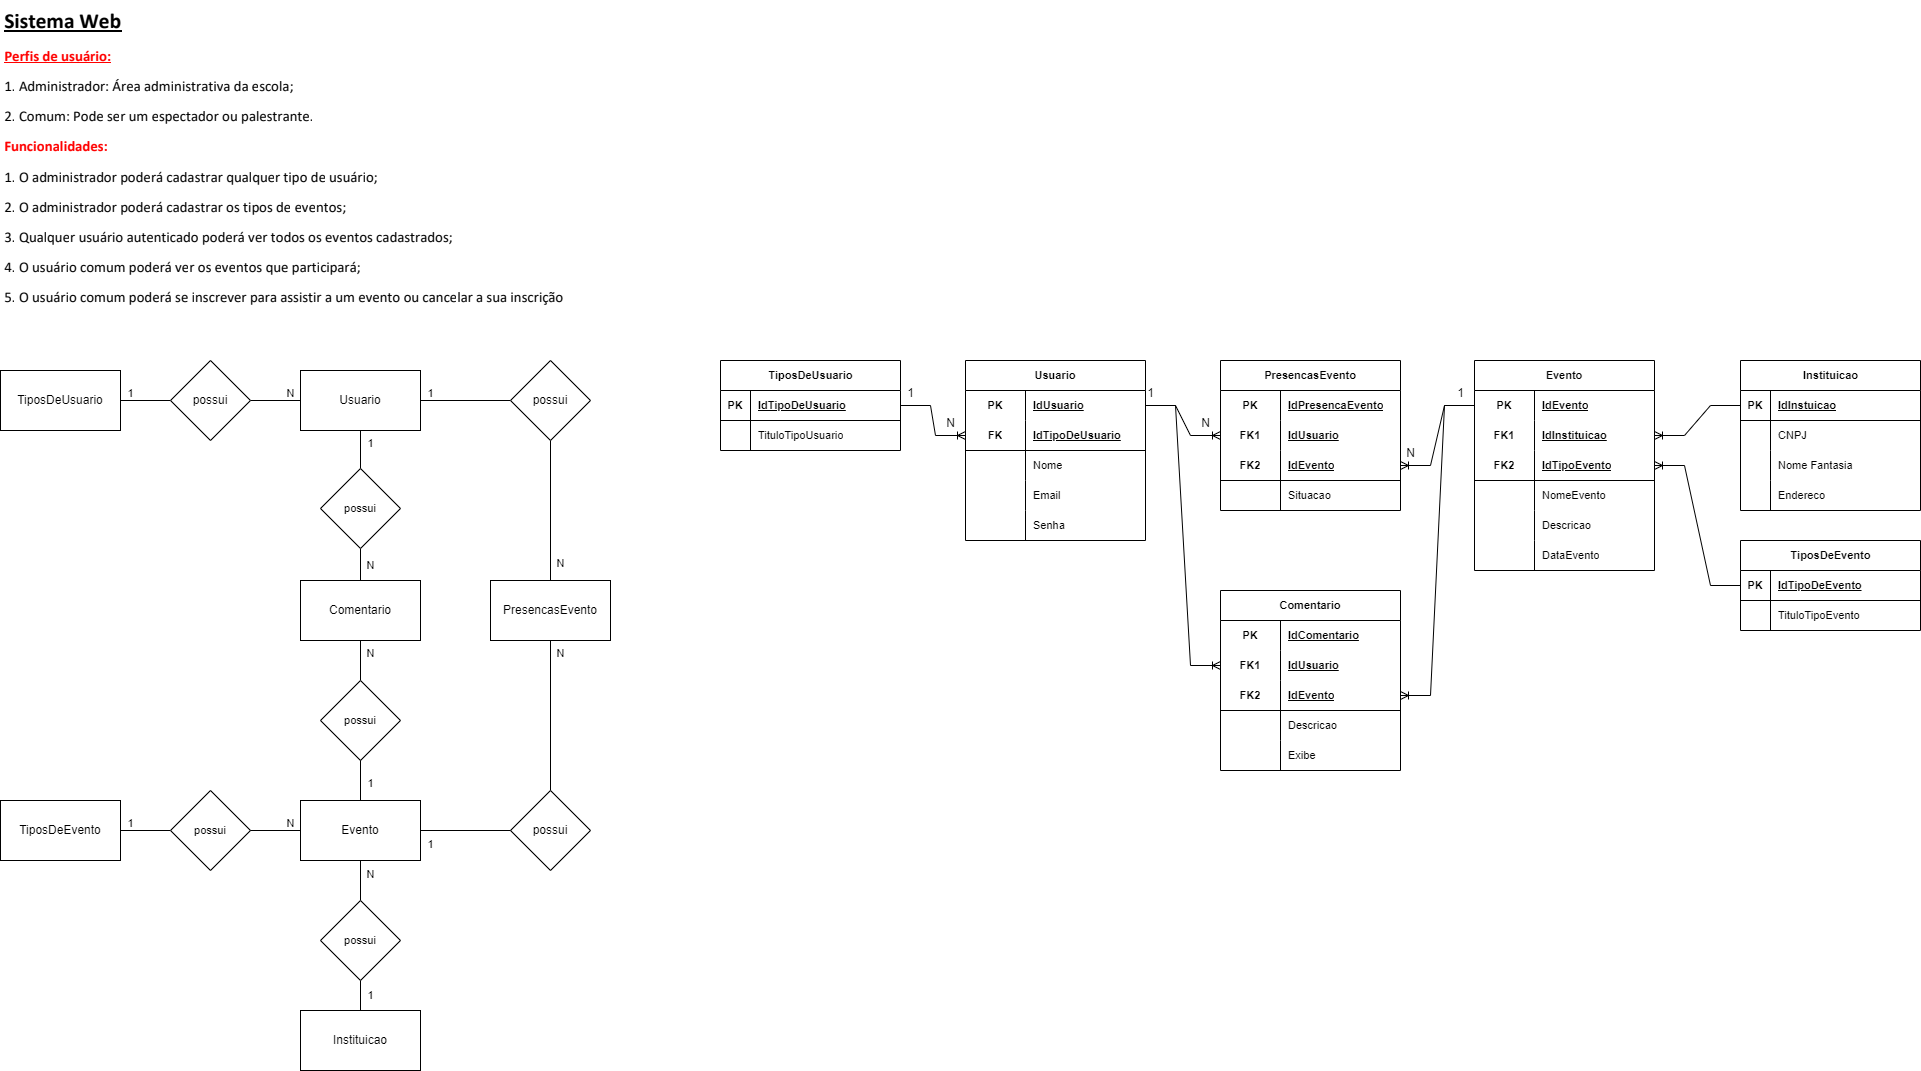 Sistema Web
Perfis de usuário:
1. Administrador: Área administrativa da escola;
2. Comum: Pode ser um espectador ou palestrante.
Funcionalidades:
1. O administrador poderá cadastrar qualquer tipo de usuário;
2. O administrador poderá cadastrar os tipos de eventos;
3. Qualquer usuário autenticado poderá ver todos os eventos cadastrados;
4. O usuário comum poderá ver os eventos que participará;
5. O usuário comum poderá se inscrever para assistir a um evento ou cancelar a sua inscrição
TiposDeUsuario
1
possui
N
Usuario
1
possui
1
possui
N
N
Comentario
PresencasEvento
N
N
possui
1
TiposDeEvento
1
possui
N
Evento
1
possui
N
possui
1
Instituicao
TiposDeUsuario
PK IdTipoDeUsuario
TituloTipoUsuario
1
N
Usuario
PK IdUsuario
FK IdTipoDeUsuario
Nome
Email
Senha
1
N
PresencasEvento
PK IdPresencaEvento
FK1 IdUsuario
FK2 IdEvento
Situacao
N
1
Comentario
PK IdComentario
FK1 IdUsuario
FK2 IdEvento
Descricao
Exibe
Evento
PK IdEvento
FK1 IdInstituicao
FK2 IdTipoEvento
NomeEvento
Descricao
DataEvento
Instituicao
PK IdInstuicao
CNPJ
Nome Fantasia
Endereco
TiposDeEvento
PK IdTipoDeEvento
TituloTipoEvento